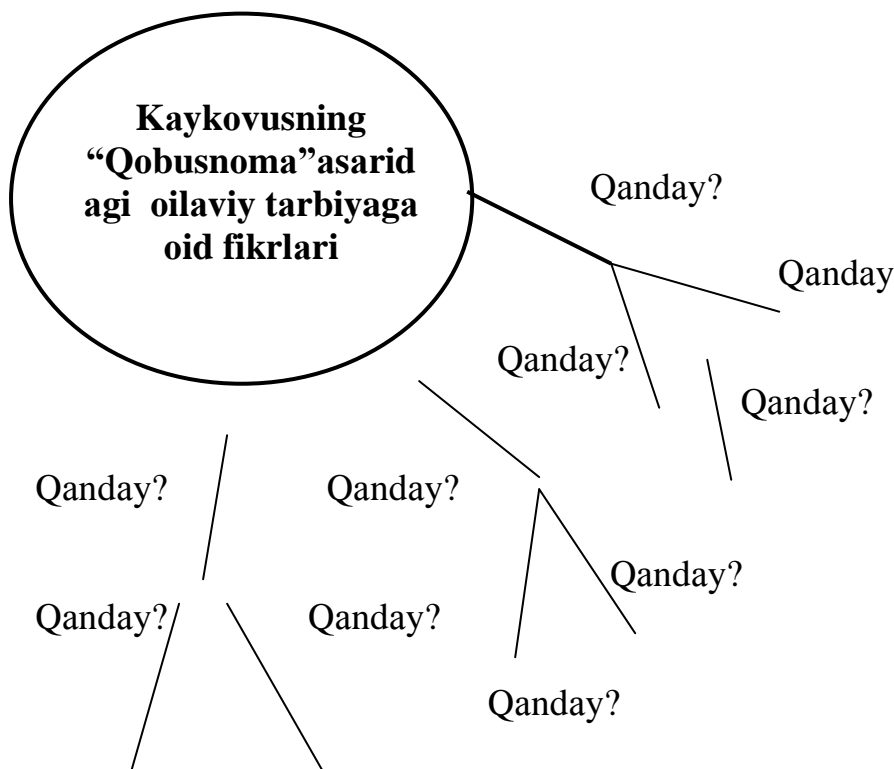 Kaykovusning
“Qobusnoma”asarid
agi oilaviy tarbiyaga
oid fikrlari
Qanday?
Qanday
Qanday?
Qanday?
Qanday?
Qanday?
Qanday?
Qanday?
Qanday?
Qanday?